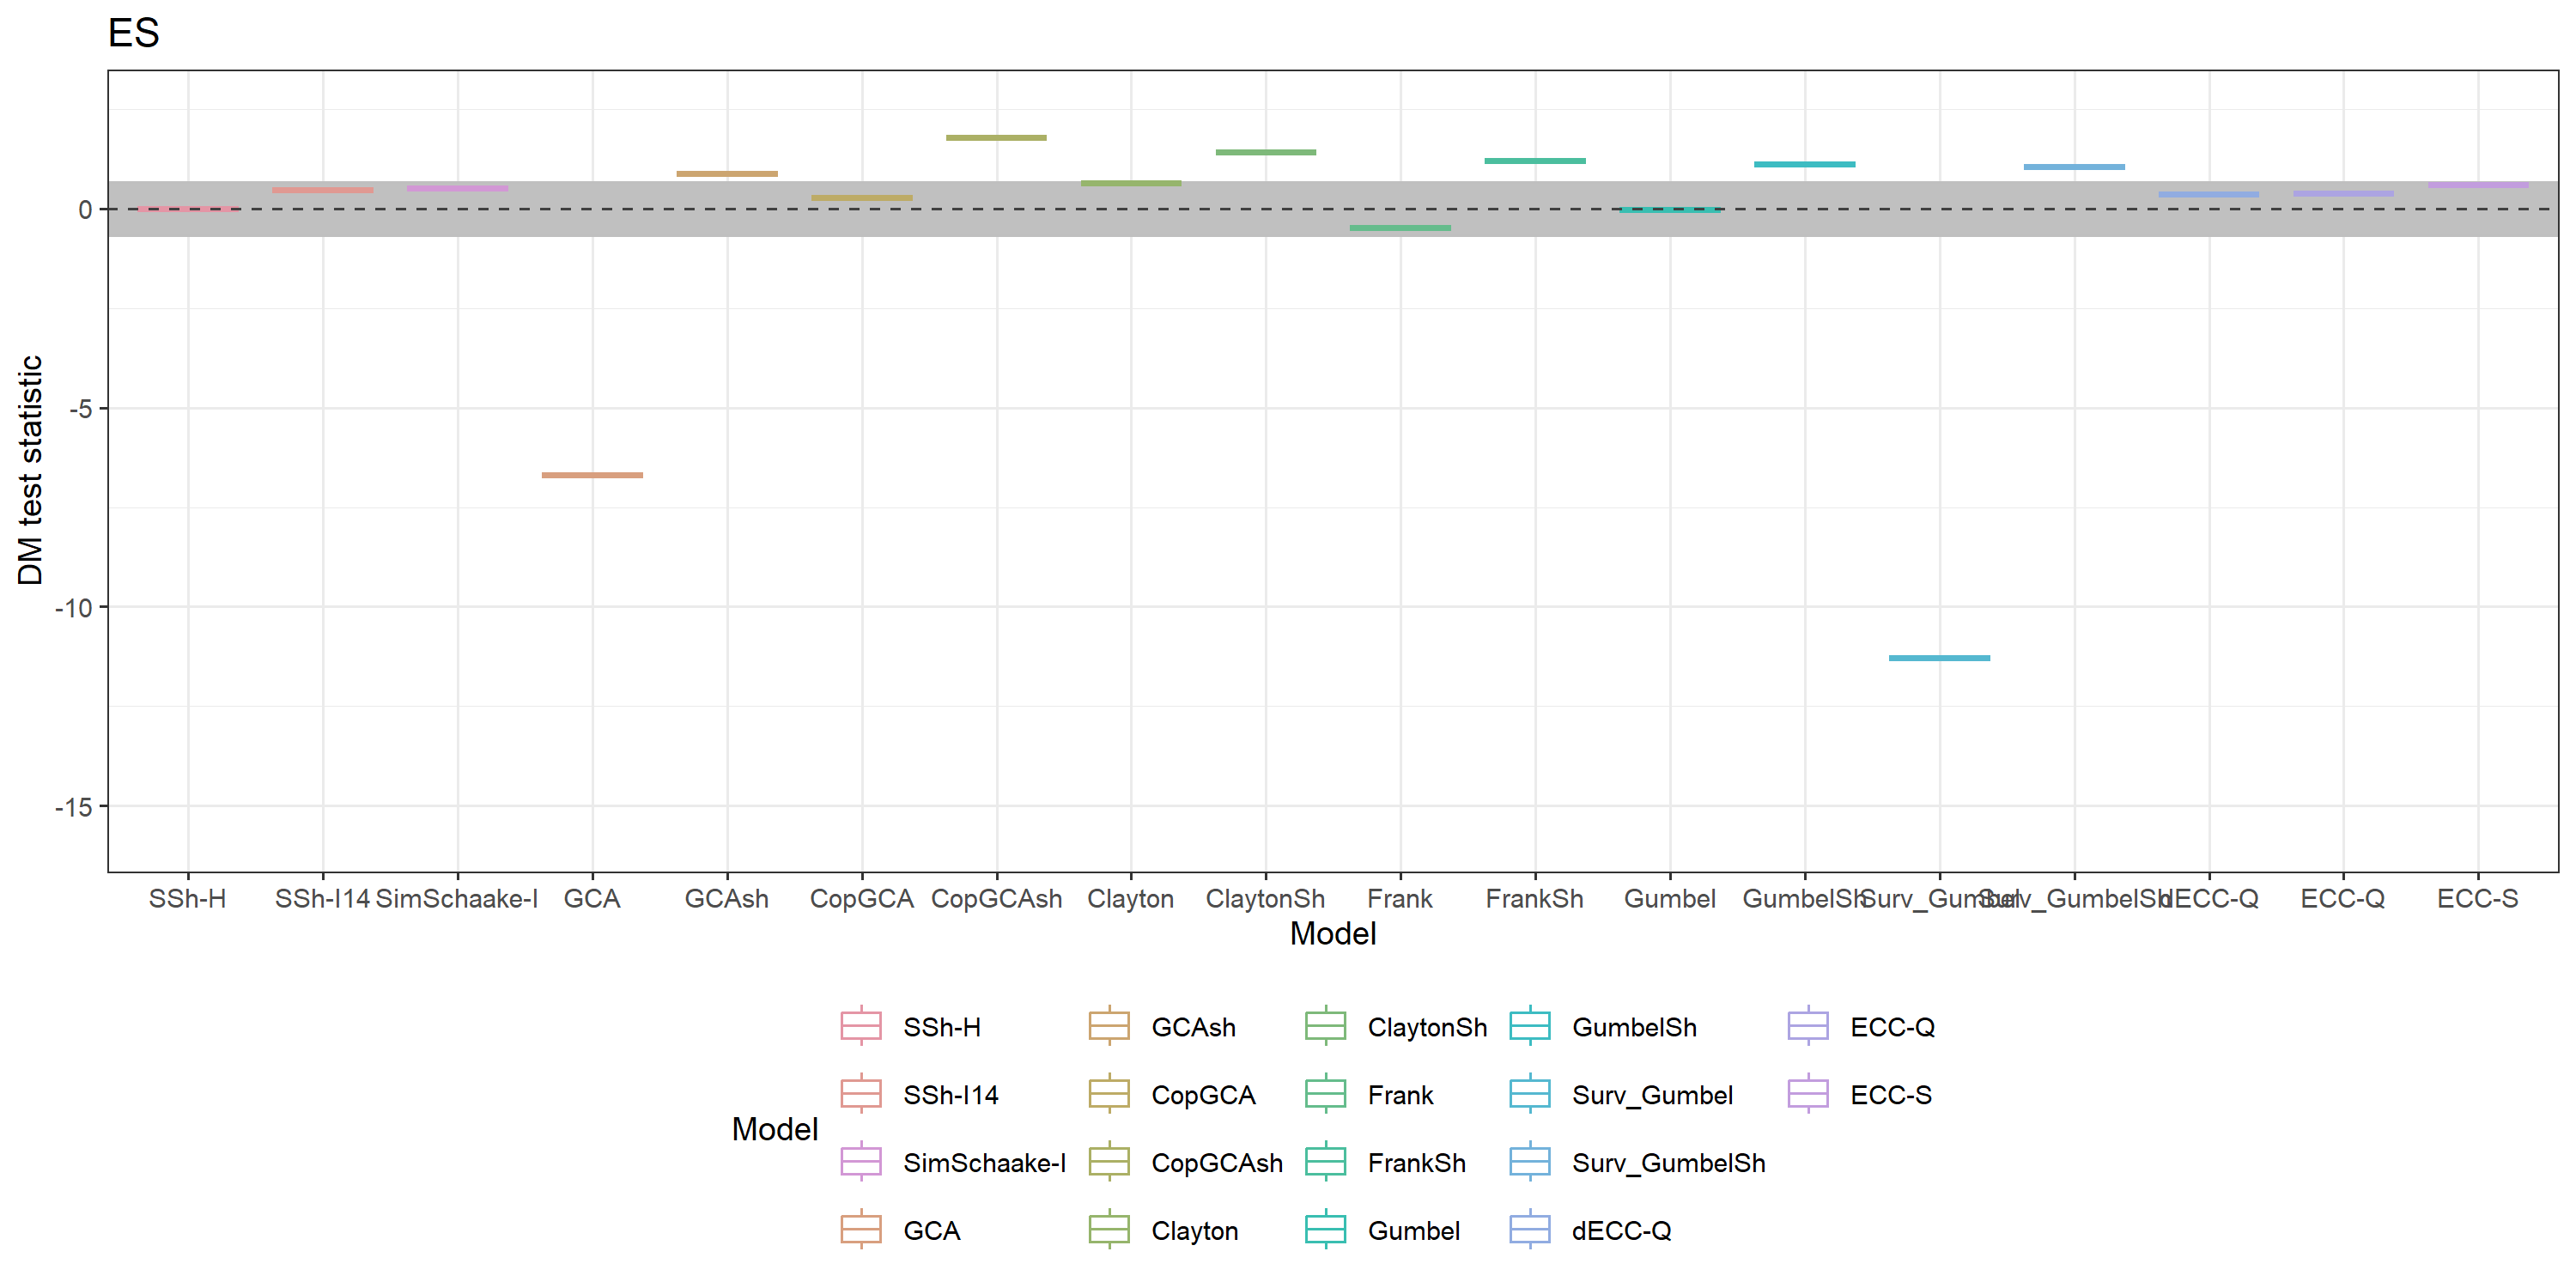 ES
DM test statistic
0
-5
-10
-15
SSh-H SSh-I14 SimSchaake-I GCA GCAsh CopGCA CopGCAsh Clayton ClaytonSh Frank FrankSh Gumbel GumbelSh Surv_Gumbel Surv_GumbelSh dECC-Q ECC-Q ECC-S
Model
Model
SSh-H GCAsh ClaytonSh GumbelSh ECC-Q
SSh-I14 CopGCA Frank Surv_Gumbel ECC-S
SimSchaake-I CopGCAsh FrankSh Surv_GumbelSh
GCA Clayton Gumbel dECC-Q